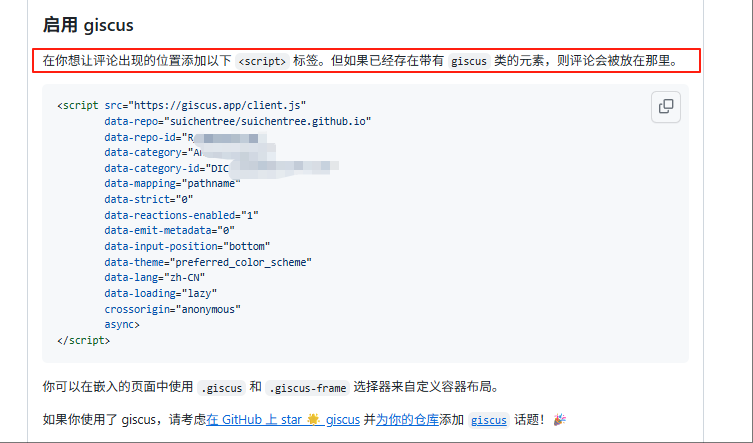 启用 giscus
在你想让评论出现的位置添加以下 <script> 标签。但如果已经存在带有 giscus 类的元素，则评论会被放在那里。
<script src="https://giscus.app/client.js"
data-repo="suichentree/suichentree.github.io"
data-repo-id="R
data-category="A
data-category-id="DIC
data-mapping="pathname"
data-strict="0"
data-reactions-enabled="1"
data-emit-metadata="0"
data-input-position="bottom"
data-theme="preferred_color_scheme"
data-lang="zh-CN"
data-loading="lazy"
crossorigin="anonymous"
async>
</script>
你可以在嵌入的页面中使用 .giscus 和 .giscus-frame 选择器来自定义容器布局。
如果你使用了 giscus，请考虑在 GitHub 上 star 🌟 giscus 并为你的仓库添加 giscus 话题！🎉